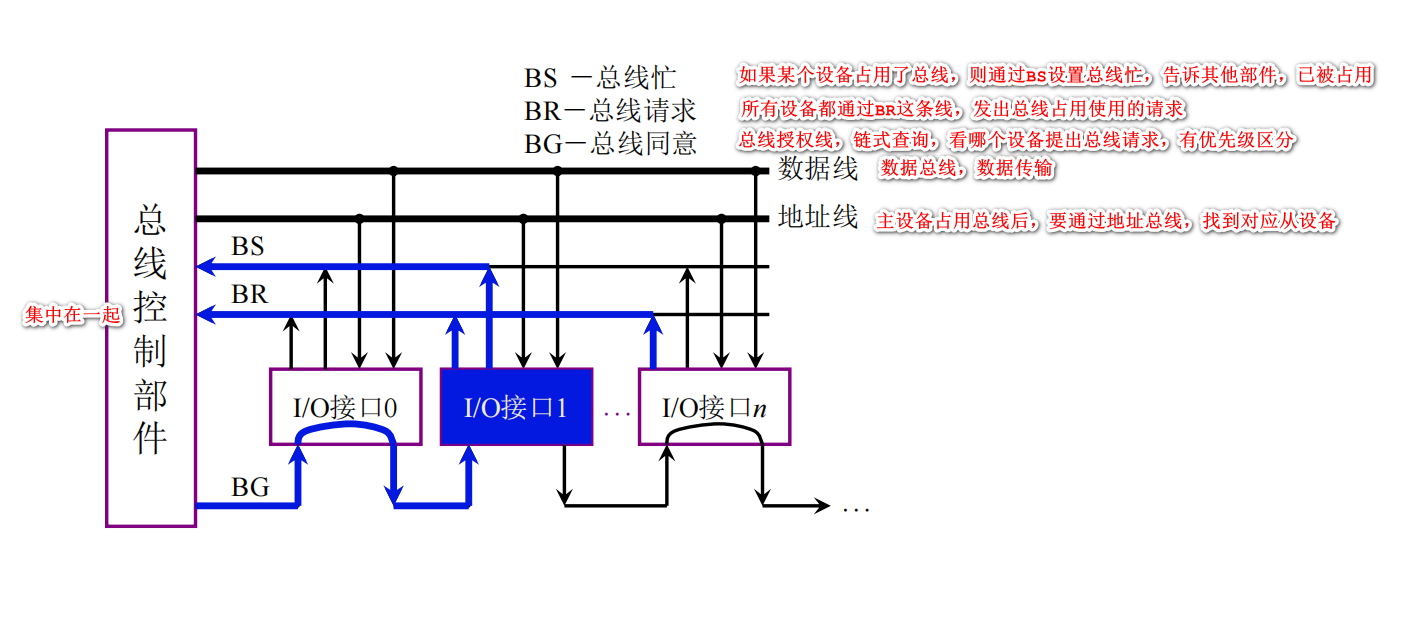 BS －总线忙 如果某个设备占用了总线，则通过BS设置总线忙，告诉其他部件，已被占用
BR－总线请求 所有设备都通过BR这条线，发出总线占用使用的请求
BG－总线同意 总线授权线，链式查询，看哪个设备提出总线请求，有优先级区分
数据线 数据总线，数据传输
地址线 主设备占用总线后，要通过地址总线，找到对应从设备
总线控制部件
集中在一起
BS
BR
I/O接口0 I/O接口1 … I/O接口n
BG
…